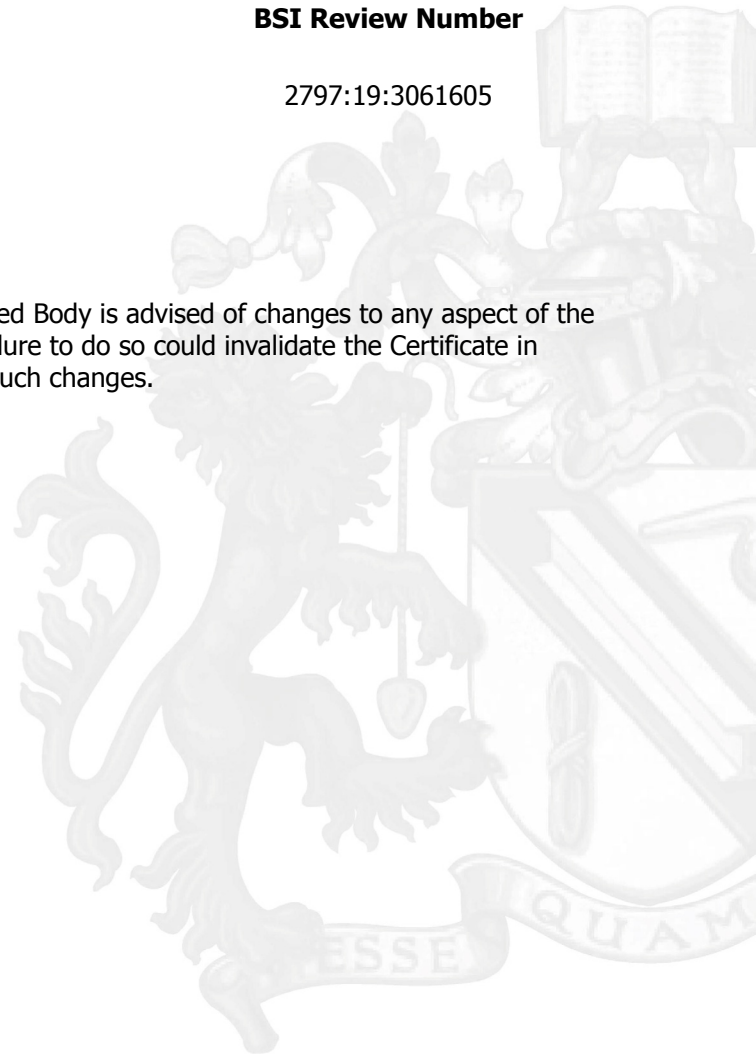 BSI Review Number
2797:19:3061605
ed Body is advised of changes to any aspect of the
lure to do so could invalidate the Certificate in
uch changes.
ESSE
QUAM